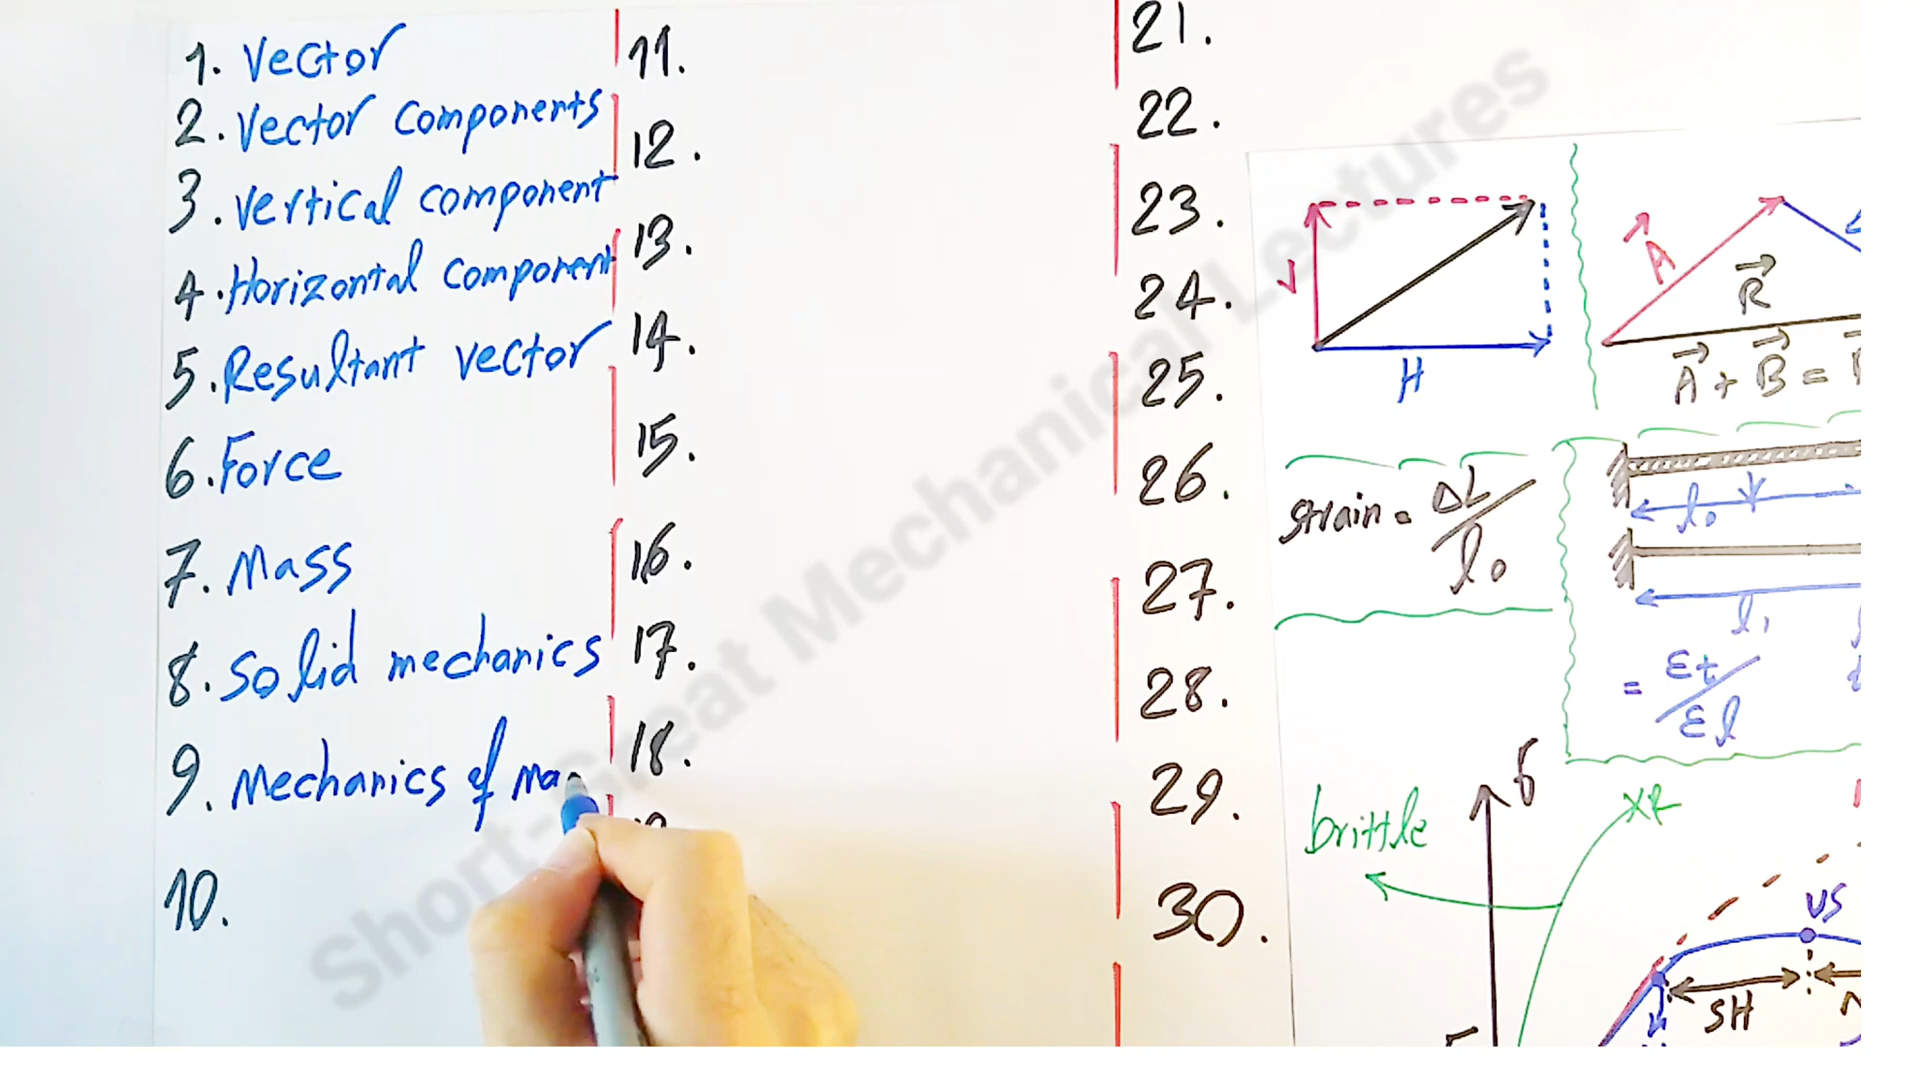 1. Vector
2. Vector components
3. Vertical component
4. Horizontal component
5. Resultant vector
6. Force
7. Mass
8. Solid mechanics
9. Mechanics of Ma
10.
11.
12.
13.
14.
15.
16.
17.
18.
21.
22.
23.
24.
25.
26.
27.
28.
29.
30.
V
H
A
R
A + B =
strain = ΔL/l₀
l₀
l₁
= εt/εl
brittle
XR
US
SH
Short-Great Mechanical Lectures